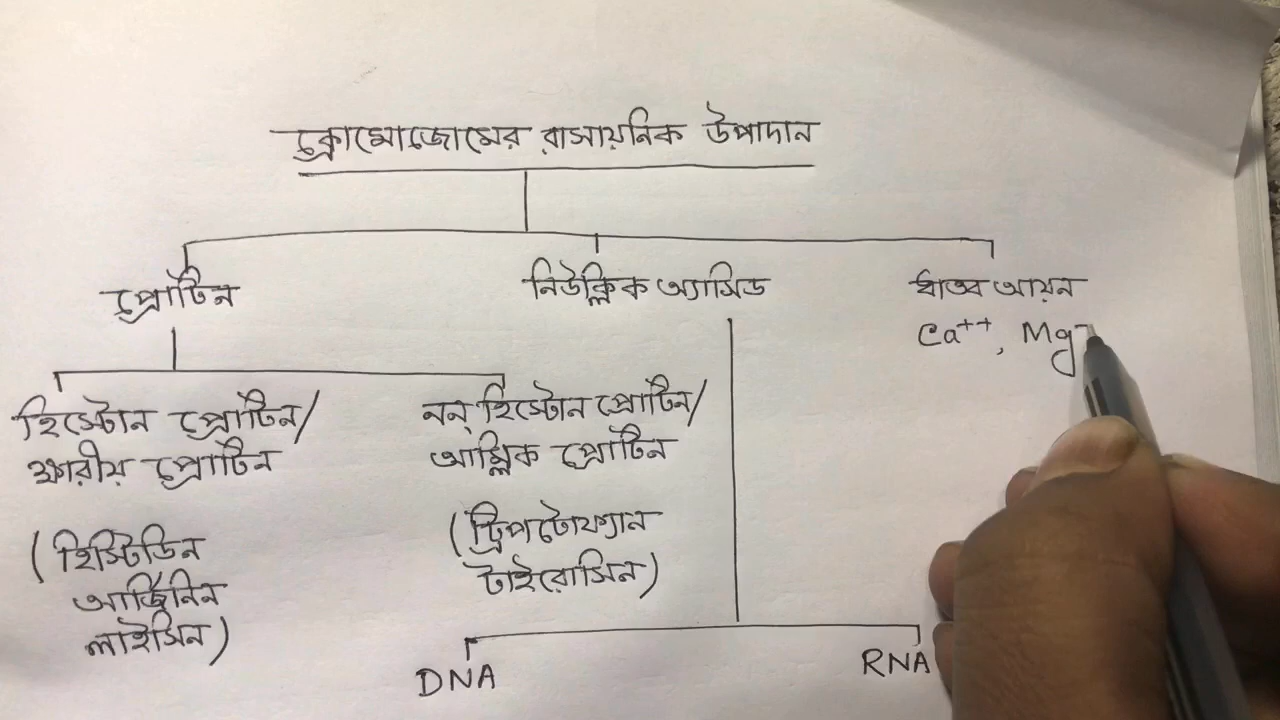 ক্রোমোজোমের রাসায়নিক উপাদান
প্রোটিন
নিউক্লিক অ্যাসিড
ধাতব আয়ন
Ca++, Mg
হিস্টোন প্রোটিন/
ক্ষারীয় প্রোটিন
(হিস্টিডিন
আর্জিনিন
লাইসিন)
নন্ হিস্টোন প্রোটিন/
আম্লিক প্রোটিন
(ট্রিপটোফ্যান
টাইরোসিন)
DNA
RNA